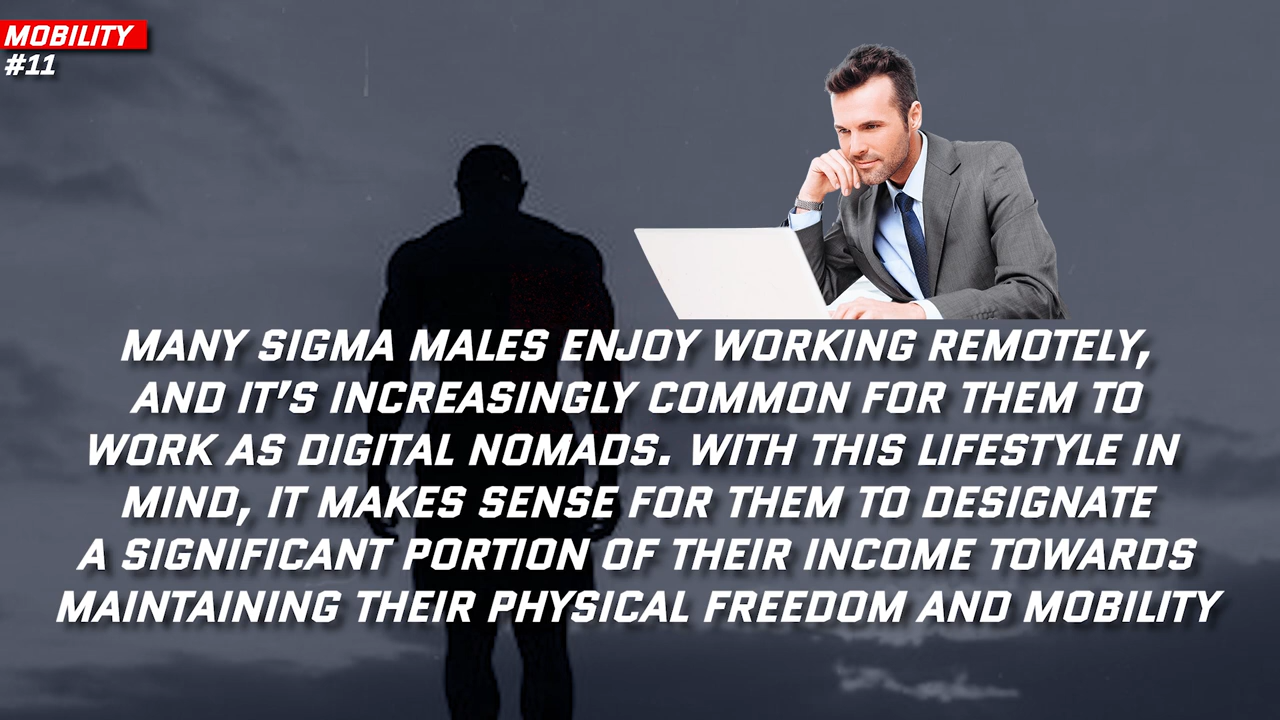 MOBILITY
#11
MANY SIGMA MALES ENJOY WORKING REMOTELY,
AND IT'S INCREASINGLY COMMON FOR THEM TO
WORK AS DIGITAL NOMADS. WITH THIS LIFESTYLE IN
MIND, IT MAKES SENSE FOR THEM TO DESIGNATE
A SIGNIFICANT PORTION OF THEIR INCOME TOWARDS
MAINTAINING THEIR PHYSICAL FREEDOM AND MOBILITY